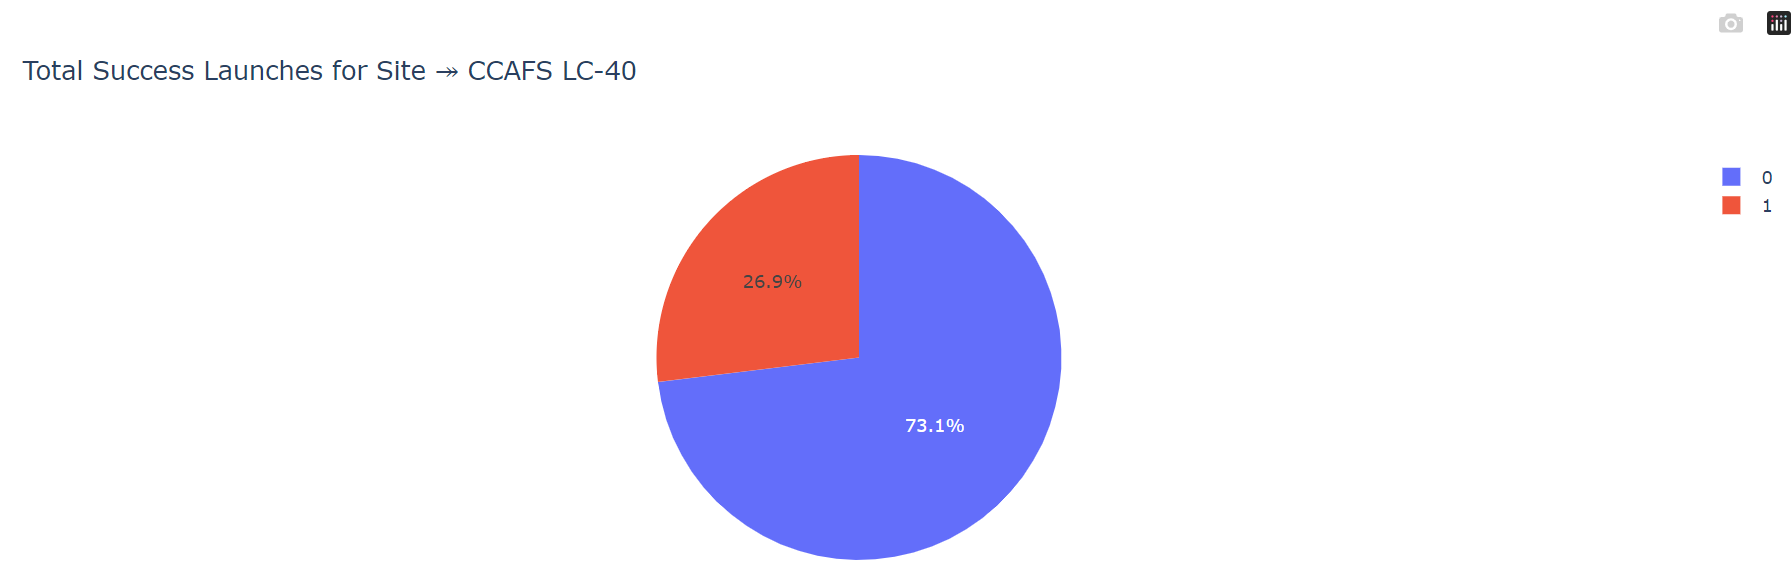 Total Success Launches for Site ↠ CCAFS LC-40
0
1
26.9%
73.1%